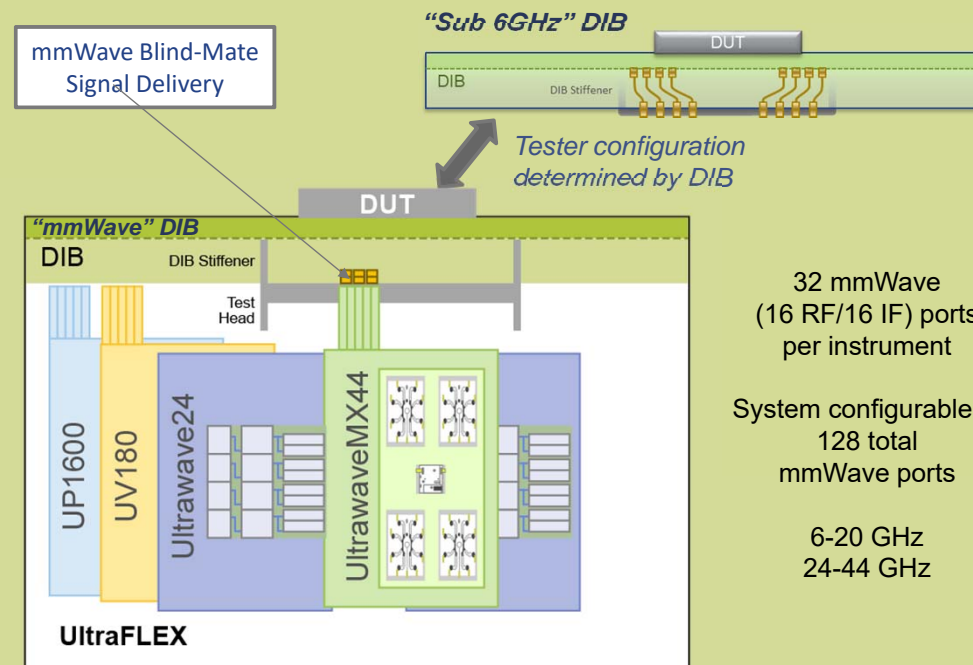 “Sub 6GHz” DIB
mmWave Blind-Mate
Signal Delivery
DUT
DIB
DIB Stiffener
Tester configuration
determined by DIB
DUT
“mmWave” DIB
DIB
DIB Stiffener
Test
Head
UP1600
UV180
Ultrawave24
UltrawaveMX44
UltraFLEX
32 mmWave
(16 RF/16 IF) ports
per instrument
System configurable
128 total
mmWave ports
6-20 GHz
24-44 GHz